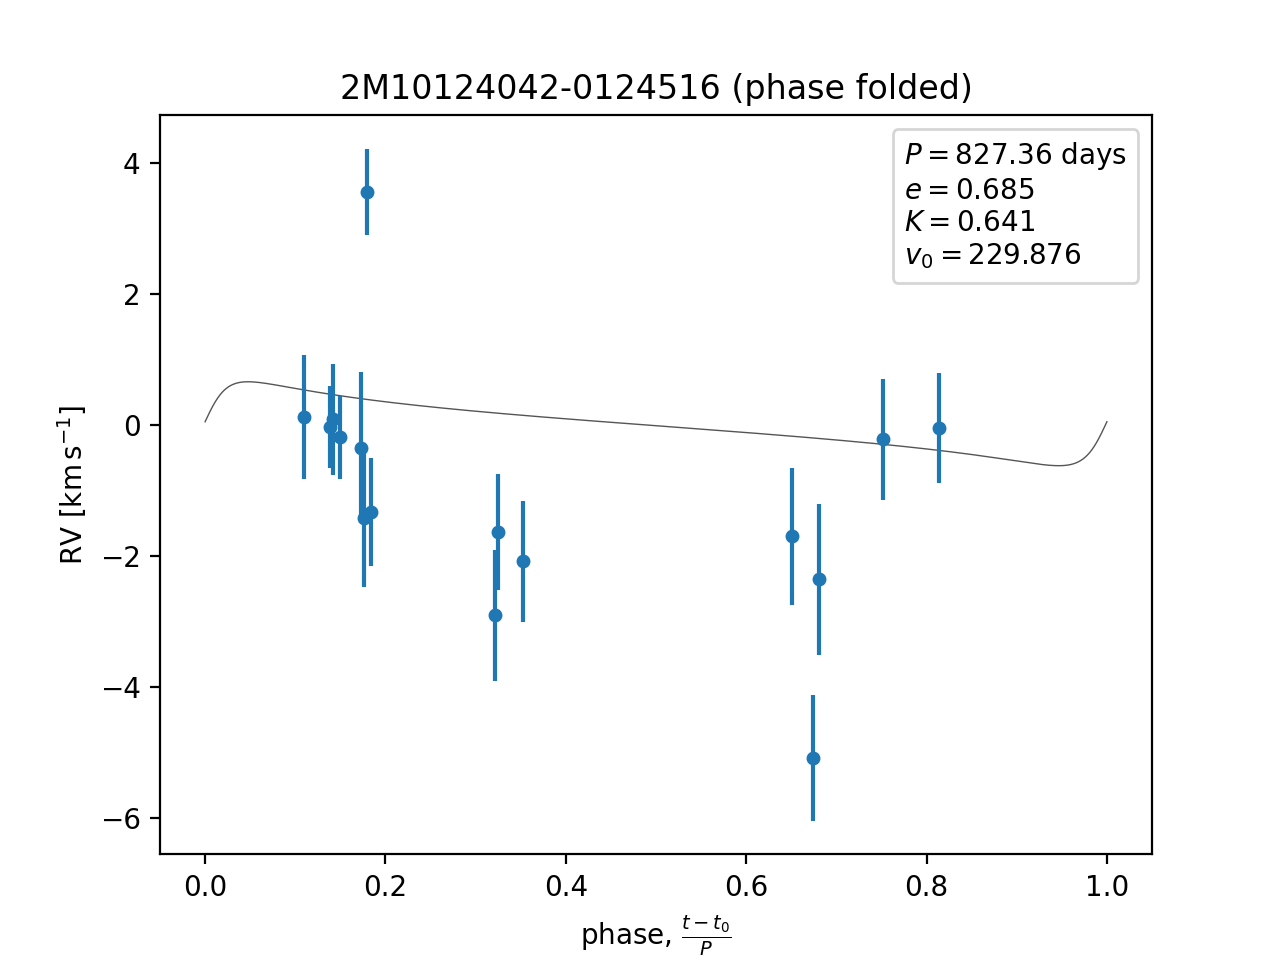 2M10124042-0124516 (phase folded)
P = 827.36 days
e = 0.685
K = 0.641
v₀ = 229.876
4
2
0
−2
−4
−6
RV [km s⁻¹]
0.0 0.2 0.4 0.6 0.8 1.0
phase, (t − t₀)/P